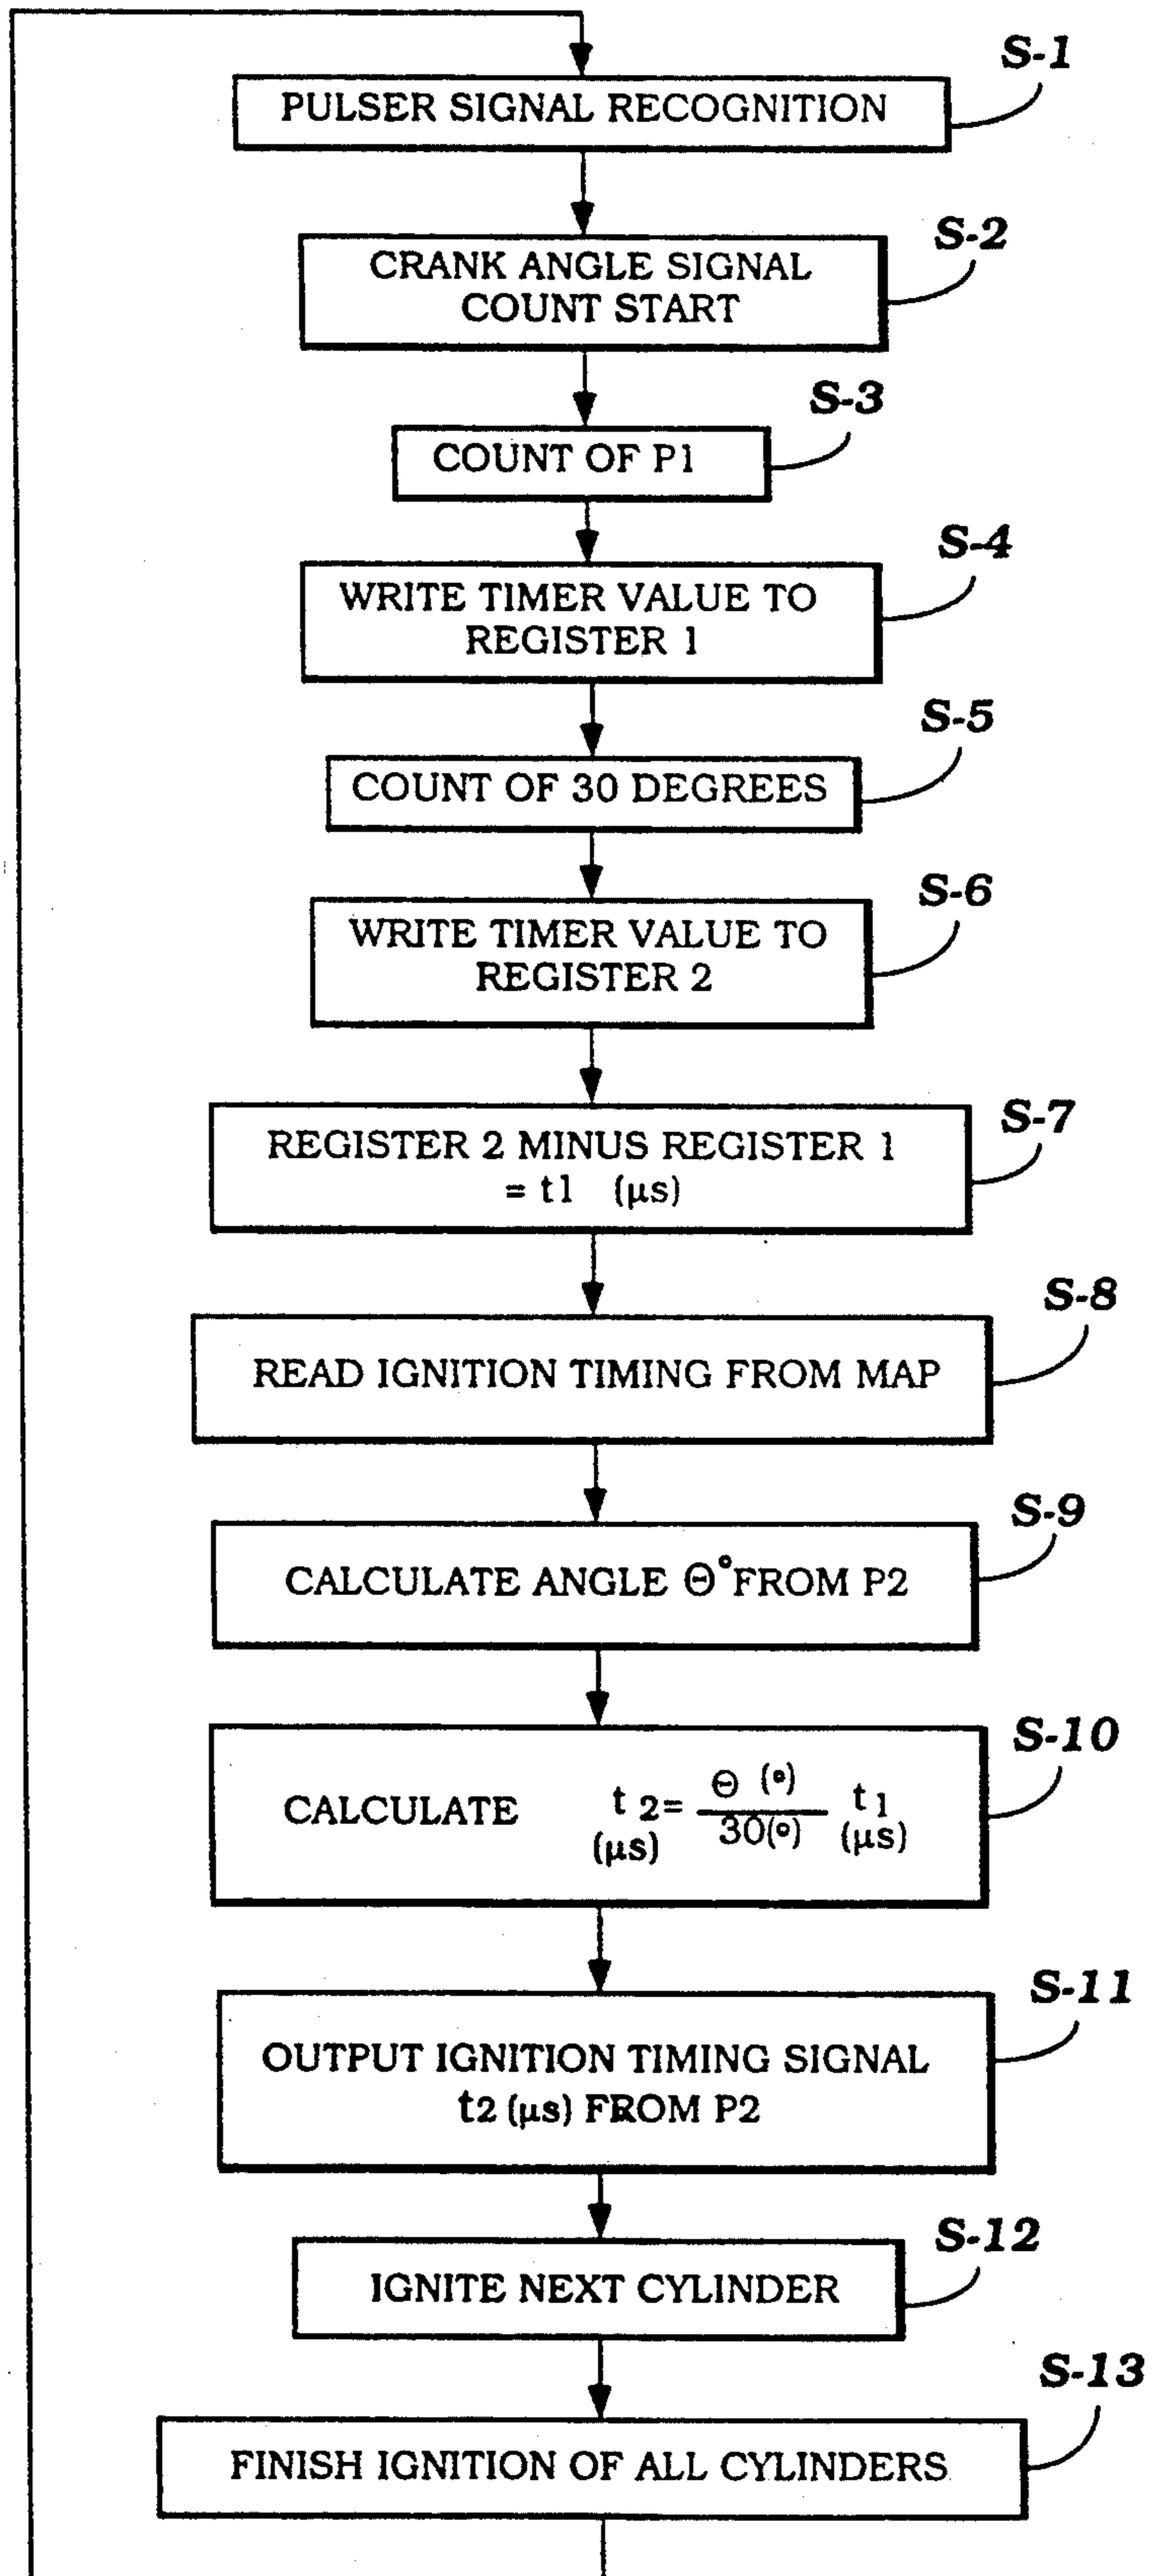 S-1
PULSER SIGNAL RECOGNITION
S-2
CRANK ANGLE SIGNAL
COUNT START
S-3
COUNT OF P1
S-4
WRITE TIMER VALUE TO
REGISTER 1
S-5
COUNT OF 30 DEGREES
S-6
WRITE TIMER VALUE TO
REGISTER 2
S-7
REGISTER 2 MINUS REGISTER 1
= t1 (µs)
S-8
READ IGNITION TIMING FROM MAP
S-9
CALCULATE ANGLE Θ° FROM P2
S-10
Θ (°)
CALCULATE t 2= t1
30(°)
(µs) (µs)
S-11
OUTPUT IGNITION TIMING SIGNAL
t2 (µs) FROM P2
S-12
IGNITE NEXT CYLINDER
S-13
FINISH IGNITION OF ALL CYLINDERS